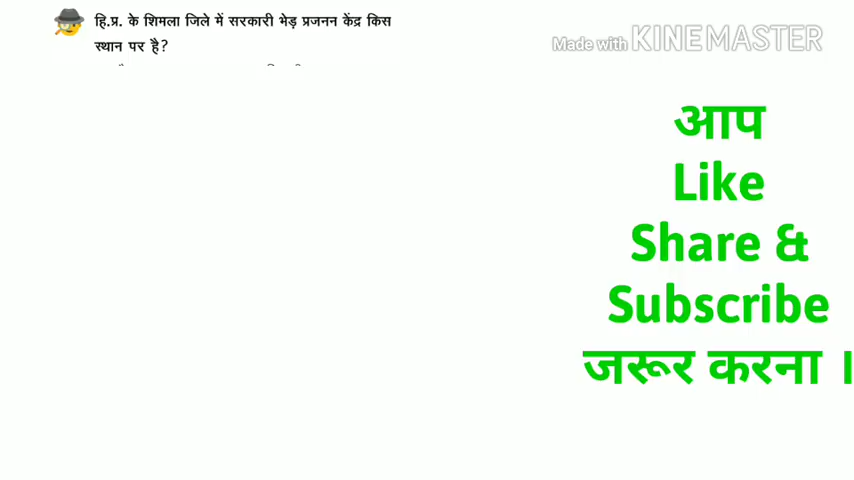 हि.प्र. के शिमला जिले में सरकारी भेड़ प्रजनन केंद्र किस
स्थान पर है?
Made with KINEMASTER
आप
Like
Share &
Subscribe
जरूर करना ।